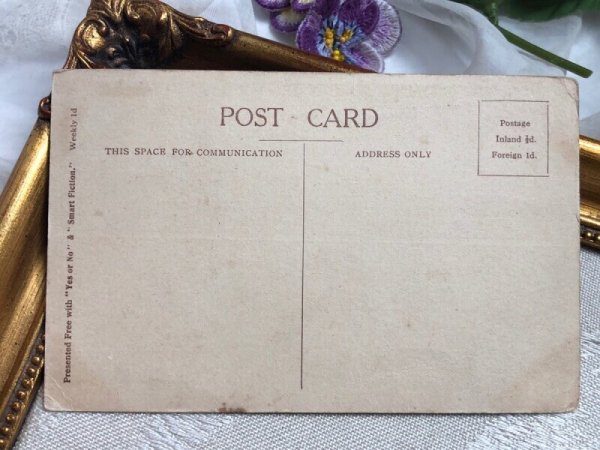 POST CARD
THIS SPACE FOR COMMUNICATION
ADDRESS ONLY
Postage
Inland ½d.
Foreign 1d.
Presented Free with "Yes or No" & "Smart Fiction." Weekly 1d